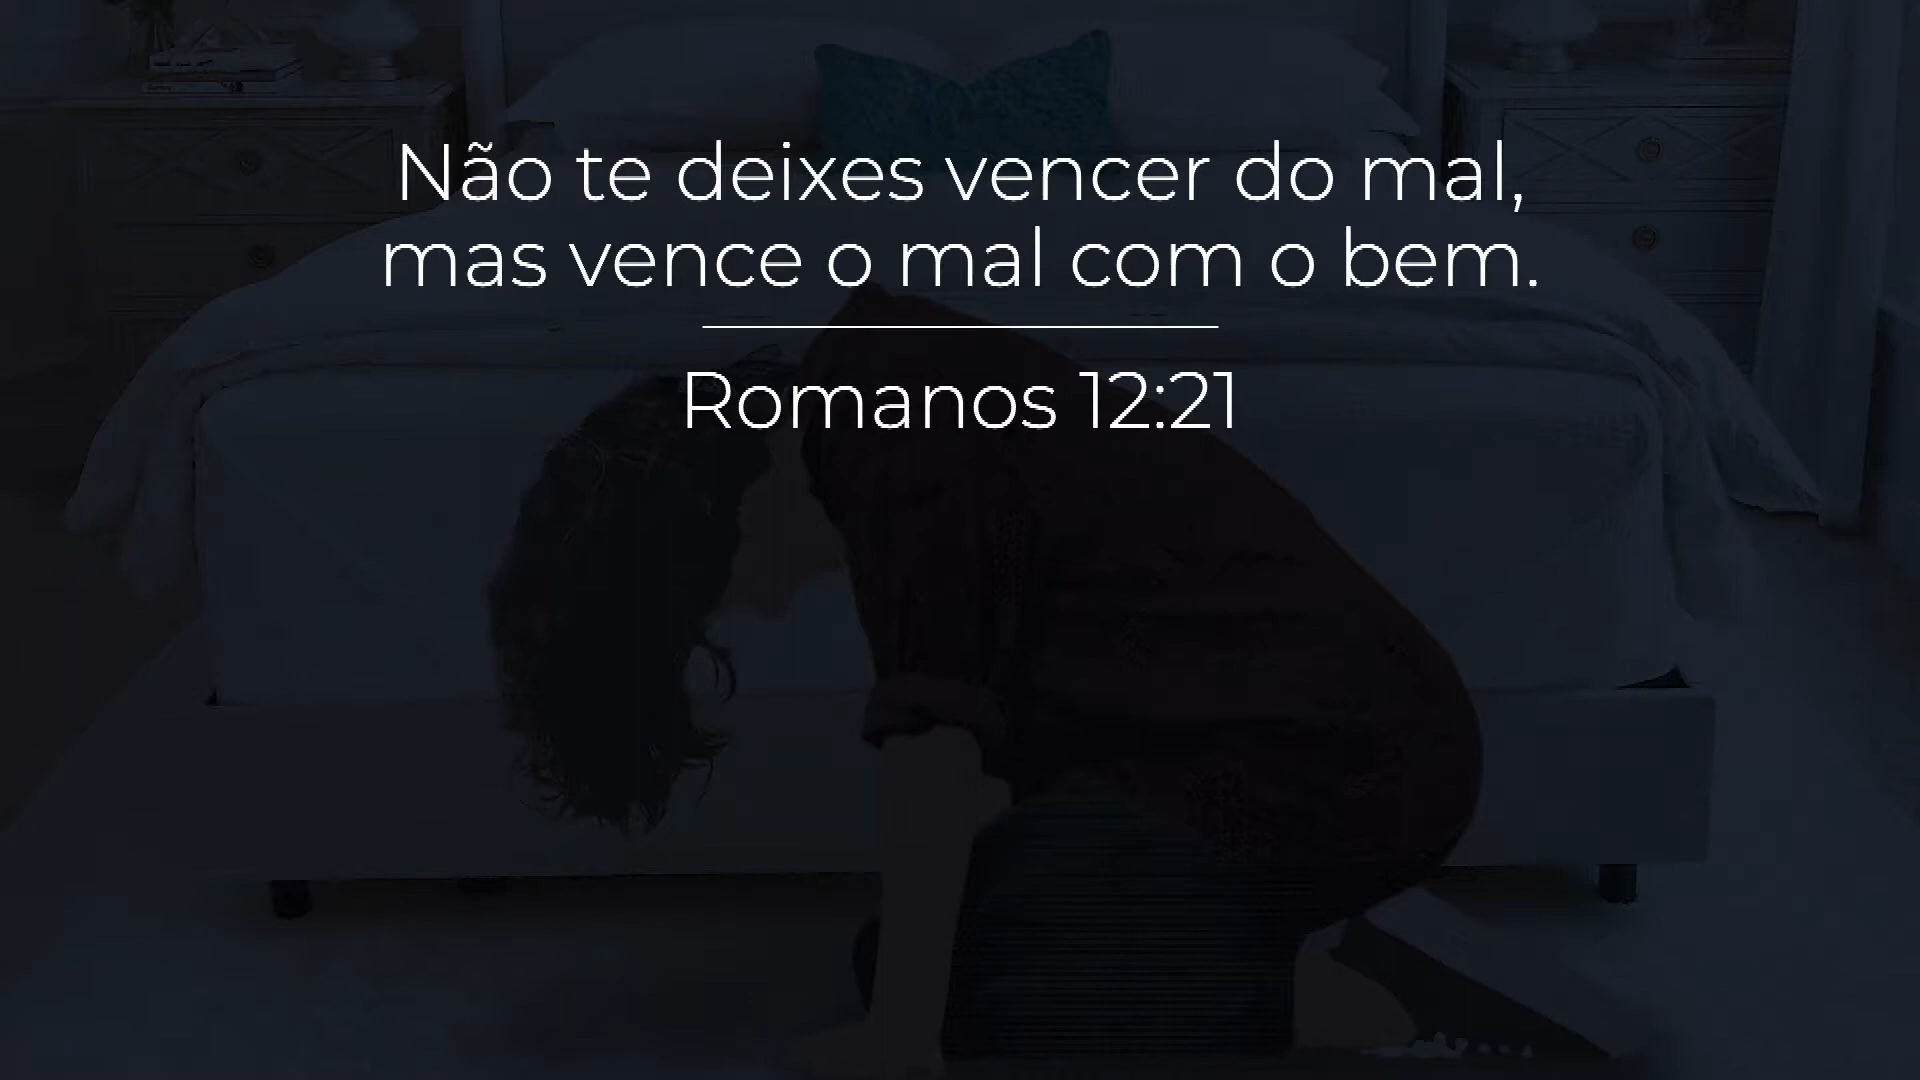 Não te deixes vencer do mal,
mas vence o mal com o bem.
Romanos 12:21